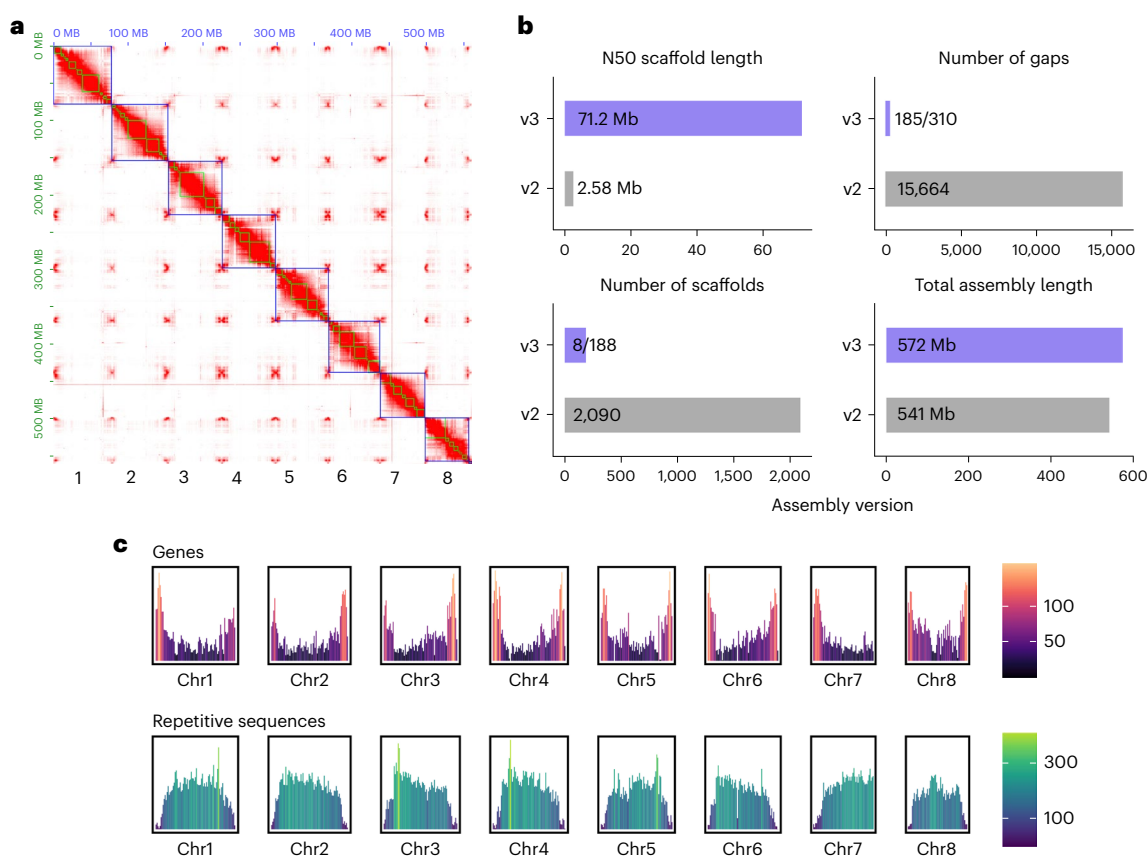 a
0 MB 100 MB 200 MB 300 MB 400 MB 500 MB
0 MB
100 MB
200 MB
300 MB
400 MB
500 MB
1 2 3 4 5 6 7 8
b
N50 scaffold length
v3 71.2 Mb
v2 2.58 Mb
0 20 40 60
Number of gaps
v3 185/310
v2 15,664
0 5,000 10,000 15,000
Number of scaffolds
v3 8/188
v2 2,090
0 500 1,000 1,500 2,000
Total assembly length
v3 572 Mb
v2 541 Mb
0 200 400 600
Assembly version
c
Genes
100
50
Chr1 Chr2 Chr3 Chr4 Chr5 Chr6 Chr7 Chr8
Repetitive sequences
300
100
Chr1 Chr2 Chr3 Chr4 Chr5 Chr6 Chr7 Chr8